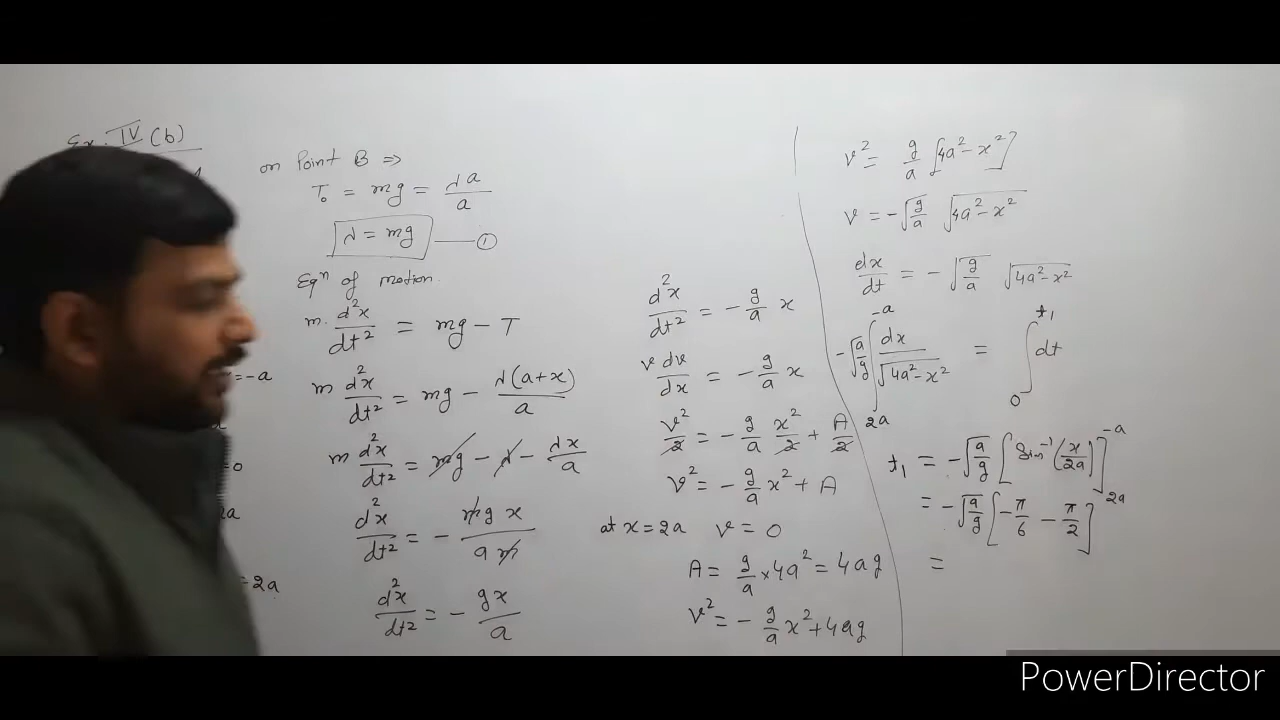 Ex. IV (b)
on Point B =>
T₀ = mg = λa/a
λ = mg —— ①
Eqⁿ of motion.
m. d²x/dt² = mg - T
m d²x/dt² = mg - λ(a+x)/a
=-a
m d²x/dt² = mg - λ - λx/a
=0
d²x/dt² = - mg x/a m
=2a
d²x/dt² = - gx/a
d²x/dt² = - g/a x
v dv/dx = - g/a x
v²/2 = - g/a x²/2 + A/2
v² = - g/a x² + A
at x = 2a v = 0
A = g/a × 4a² = 4ag
v² = - g/a x² + 4ag
v² = g/a [4a² - x²]
v = -√(g/a) √(4a² - x²)
dx/dt = - √(g/a) √(4a² - x²)
-√(a/g) ∫_{2a}^{-a} dx/√(4a² - x²) = ∫_{0}^{t₁} dt
t₁ = -√(a/g) [Sin⁻¹(x/2a)]_{2a}^{-a}
= -√(a/g) [-π/6 - π/2]
=
PowerDirector